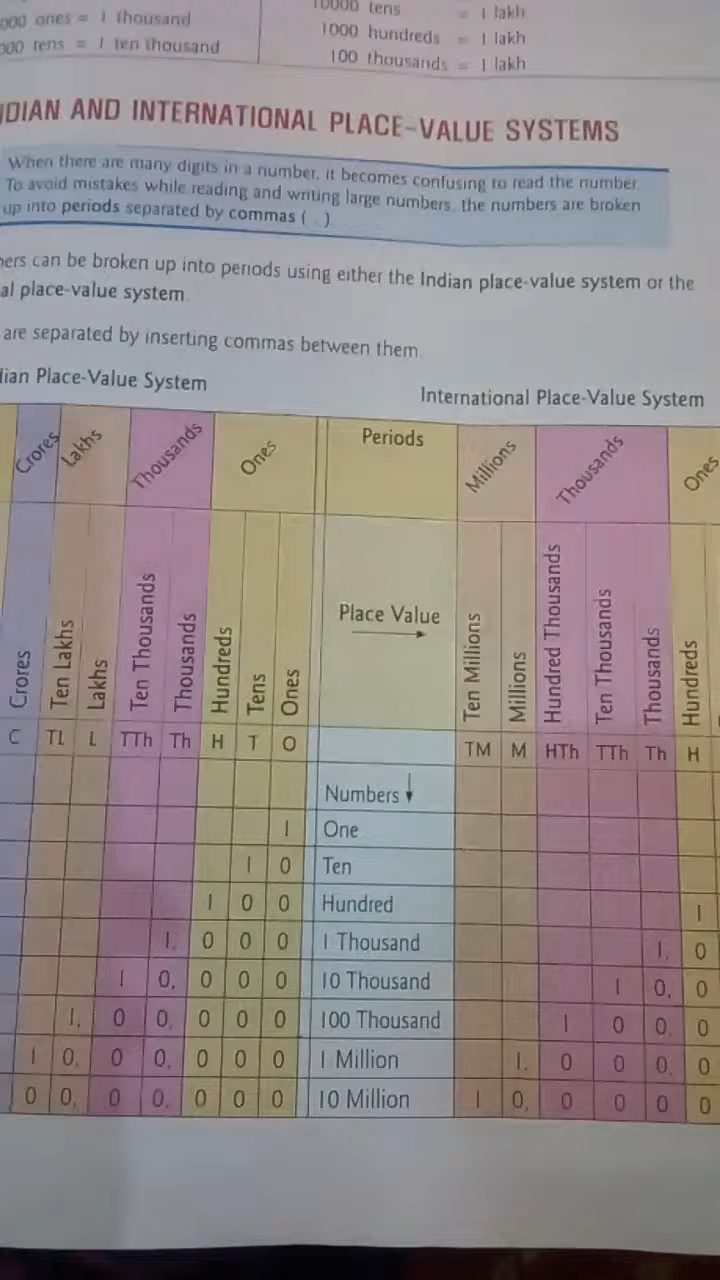 000 ones = 1 thousand
000 tens = 1 ten thousand
10000 tens = 1 lakh
1000 hundreds = 1 lakh
100 thousands = 1 lakh
NDIAN AND INTERNATIONAL PLACE-VALUE SYSTEMS
When there are many digits in a number, it becomes confusing to read the number.
To avoid mistakes while reading and writing large numbers, the numbers are broken
up into periods separated by commas ( , )
bers can be broken up into periods using either the Indian place-value system or the
al place-value system.
are separated by inserting commas between them.
dian Place-Value System
International Place-Value System
Crores Lakhs Thousands Ones Periods Millions Thousands Ones
Crores Ten Lakhs Lakhs Ten Thousands Thousands Hundreds Tens Ones Place Value → Ten Millions Millions Hundred Thousands Ten Thousands Thousands Hundreds
C TL L TTh Th H T O TM M HTh TTh Th H
Numbers ↓
1 One
1 0 Ten
1 0 0 Hundred 1
1, 0 0 0 1 Thousand 1, 0
1 0, 0 0 0 10 Thousand 1 0, 0
1, 0 0, 0 0 0 100 Thousand 1 0 0, 0
1 0, 0 0, 0 0 0 1 Million 1, 0 0 0, 0
0 0, 0 0, 0 0 0 10 Million 1 0, 0 0 0, 0